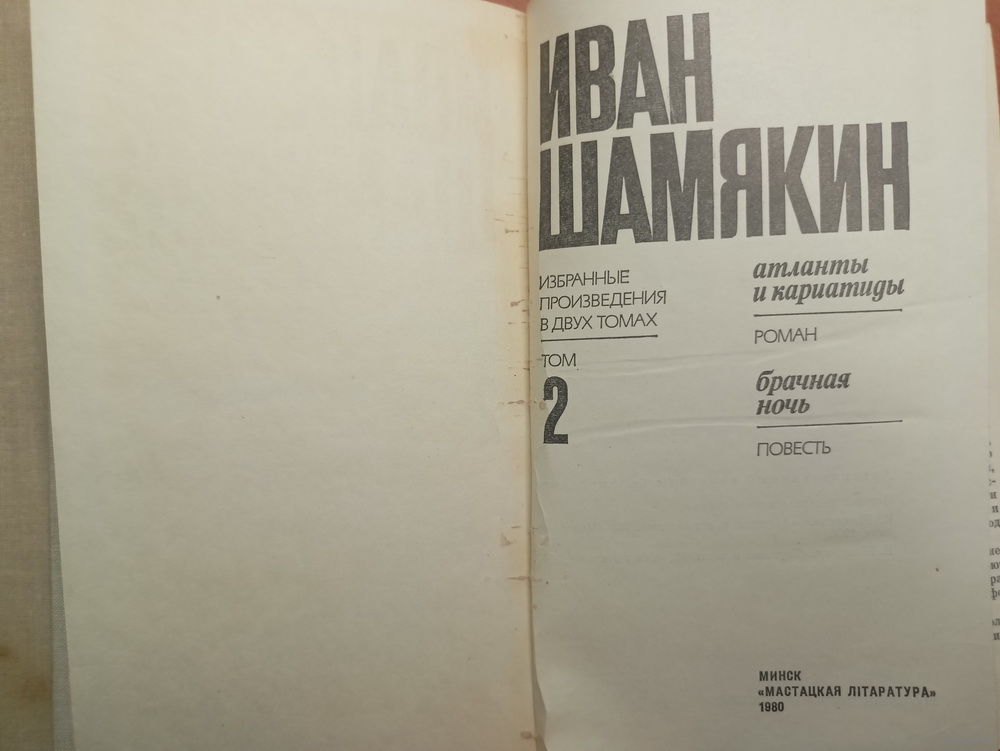 ИВАН
ШАМЯКИН
ИЗБРАННЫЕ
ПРОИЗВЕДЕНИЯ
В ДВУХ ТОМАХ
ТОМ
2
атланты
и кариатиды
РОМАН
брачная
ночь
ПОВЕСТЬ
МИНСК
«МАСТАЦКАЯ ЛІТАРАТУРА»
1980